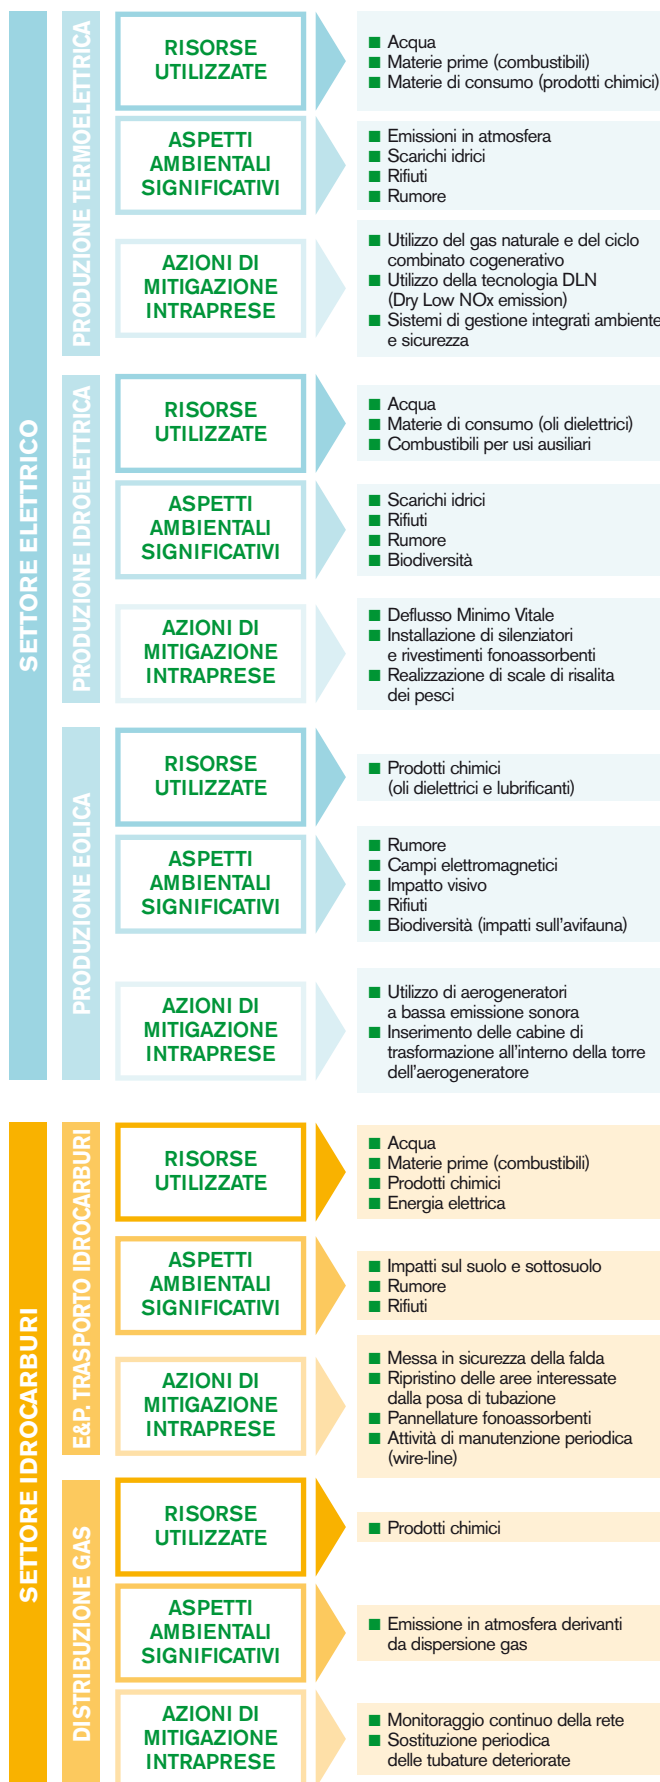 SETTORE ELETTRICO
PRODUZIONE TERMOELETTRICA
RISORSE
UTILIZZATE
■ Acqua
■ Materie prime (combustibili)
■ Materie di consumo (prodotti chimici)
ASPETTI
AMBIENTALI
SIGNIFICATIVI
■ Emissioni in atmosfera
■ Scarichi idrici
■ Rifiuti
■ Rumore
AZIONI DI
MITIGAZIONE
INTRAPRESE
■ Utilizzo del gas naturale e del ciclo
combinato cogenerativo
■ Utilizzo della tecnologia DLN
(Dry Low NOx emission)
■ Sistemi di gestione integrati ambiente
e sicurezza
PRODUZIONE IDROELETTRICA
RISORSE
UTILIZZATE
■ Acqua
■ Materie di consumo (oli dielettrici)
■ Combustibili per usi ausiliari
ASPETTI
AMBIENTALI
SIGNIFICATIVI
■ Scarichi idrici
■ Rifiuti
■ Rumore
■ Biodiversità
AZIONI DI
MITIGAZIONE
INTRAPRESE
■ Deflusso Minimo Vitale
■ Installazione di silenziatori
e rivestimenti fonoassorbenti
■ Realizzazione di scale di risalita
dei pesci
PRODUZIONE EOLICA
RISORSE
UTILIZZATE
■ Prodotti chimici
(oli dielettrici e lubrificanti)
ASPETTI
AMBIENTALI
SIGNIFICATIVI
■ Rumore
■ Campi elettromagnetici
■ Impatto visivo
■ Rifiuti
■ Biodiversità (impatti sull'avifauna)
AZIONI DI
MITIGAZIONE
INTRAPRESE
■ Utilizzo di aerogeneratori
a bassa emissione sonora
■ Inserimento delle cabine di
trasformazione all'interno della torre
dell'aerogeneratore
SETTORE IDROCARBURI
E&P. TRASPORTO IDROCARBURI
RISORSE
UTILIZZATE
■ Acqua
■ Materie prime (combustibili)
■ Prodotti chimici
■ Energia elettrica
ASPETTI
AMBIENTALI
SIGNIFICATIVI
■ Impatti sul suolo e sottosuolo
■ Rumore
■ Rifiuti
AZIONI DI
MITIGAZIONE
INTRAPRESE
■ Messa in sicurezza della falda
■ Ripristino delle aree interessate
dalla posa di tubazione
■ Pannellature fonoassorbenti
■ Attività di manutenzione periodica
(wire-line)
DISTRIBUZIONE GAS
RISORSE
UTILIZZATE
■ Prodotti chimici
ASPETTI
AMBIENTALI
SIGNIFICATIVI
■ Emissione in atmosfera derivanti
da dispersione gas
AZIONI DI
MITIGAZIONE
INTRAPRESE
■ Monitoraggio continuo della rete
■ Sostituzione periodica
delle tubature deteriorate